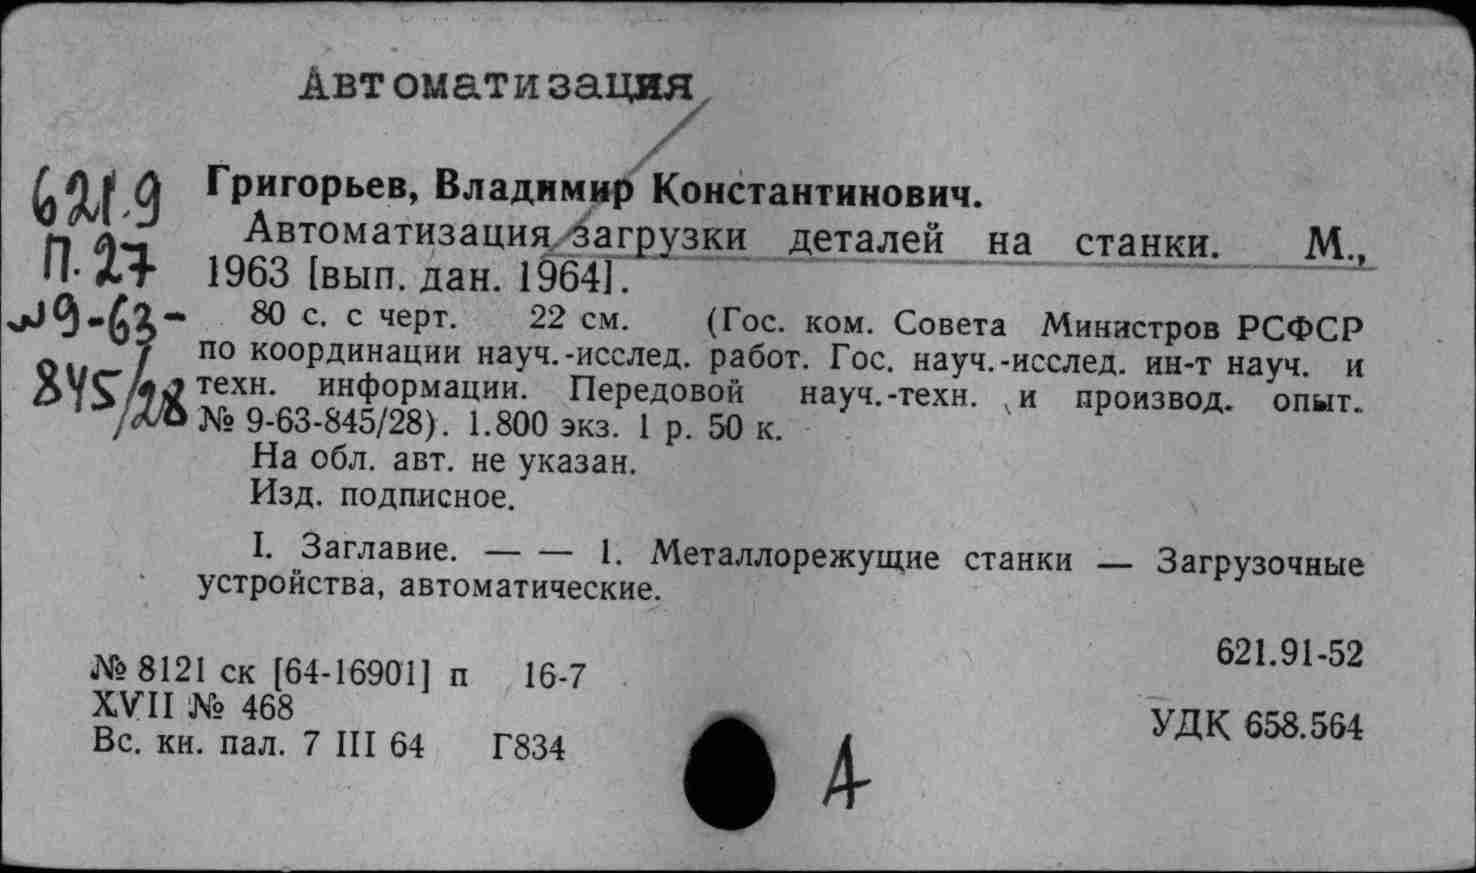 Автоматизация
621.9
П.27
№9-63-
845/28
Григорьев, Владимир Константинович.
Автоматизация загрузки деталей на станки. М.,
1963 [вып. дан. 1964].
80 с. с черт. 22 см. (Гос. ком. Совета Министров РСФСР
по координации науч.-исслед. работ. Гос. науч.-исслед. ин-т науч. и
техн. информации. Передовой науч.-техн. и производ. опыт.
№ 9-63-845/28). 1.800 экз. 1 р. 50 к.
На обл. авт. не указан.
Изд. подписное.
I. Заглавие. — — 1. Металлорежущие станки — Загрузочные
устройства, автоматические.
621.91-52
№ 8121 ск [64-16901] п 16-7
XVII № 468
УДК 658.564
Вс. кн. пал. 7 III 64 Г834
4